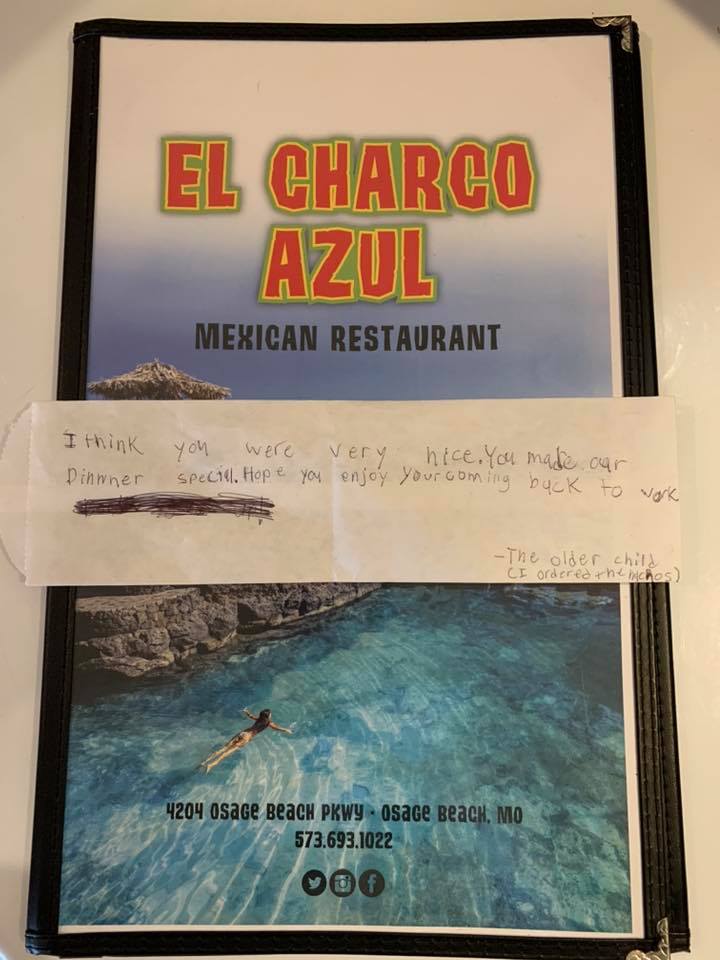 EL CHARCO
AZUL
MEXICAN RESTAURANT
I think you were very nice. You made our
Dinmner special. Hope you enjoy your coming back to work
-The older child
(I ordered the nachos)
4204 OSAGE BEACH PKWY · OSAGE BEACH, MO
573.693.1022